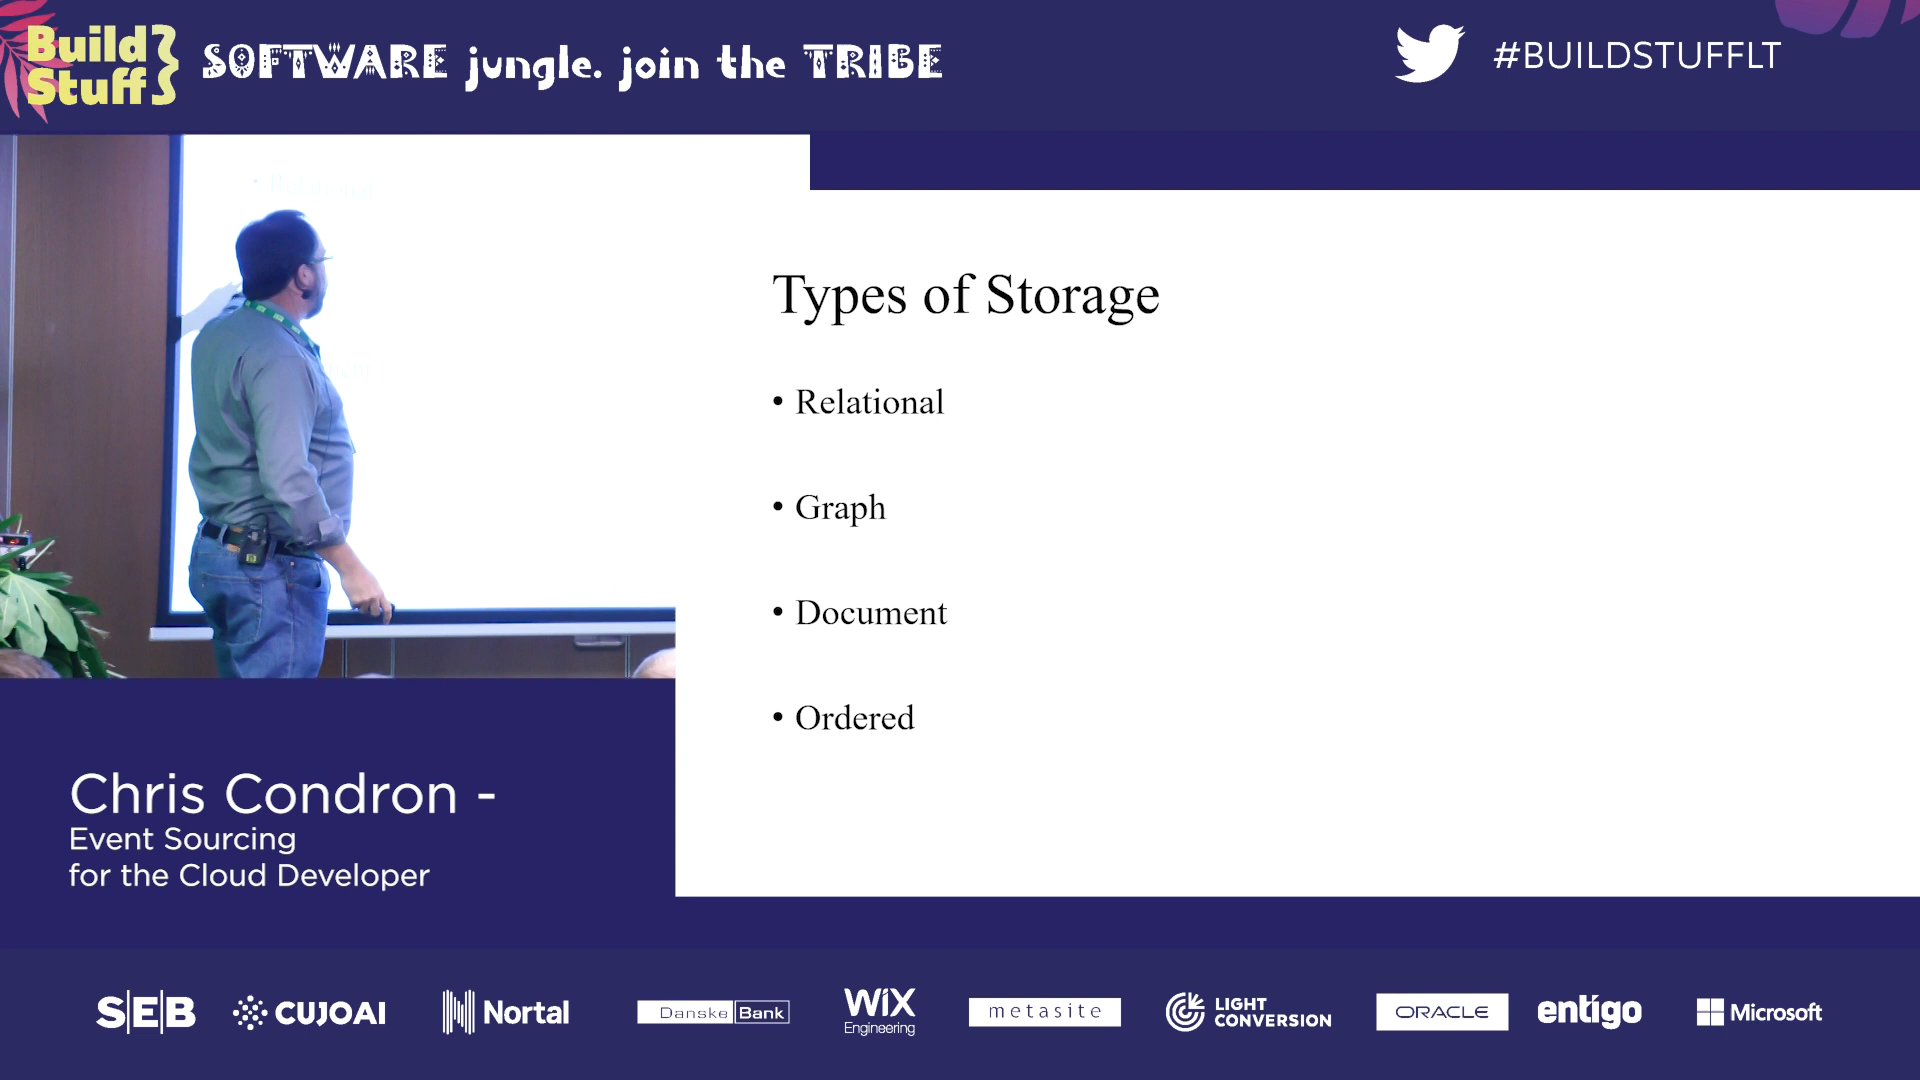 Build
Stuff
SOFTWARE jungle. join the TRIBE
#BUILDSTUFFLT
Relational
Types of Storage
• Relational
• Graph
• Document
• Ordered
Chris Condron -
Event Sourcing
for the Cloud Developer
S|E|B
CUJOAI
Nortal
Danske Bank
WiX
Engineering
metasite
LIGHT
CONVERSION
ORACLE
entigo
Microsoft